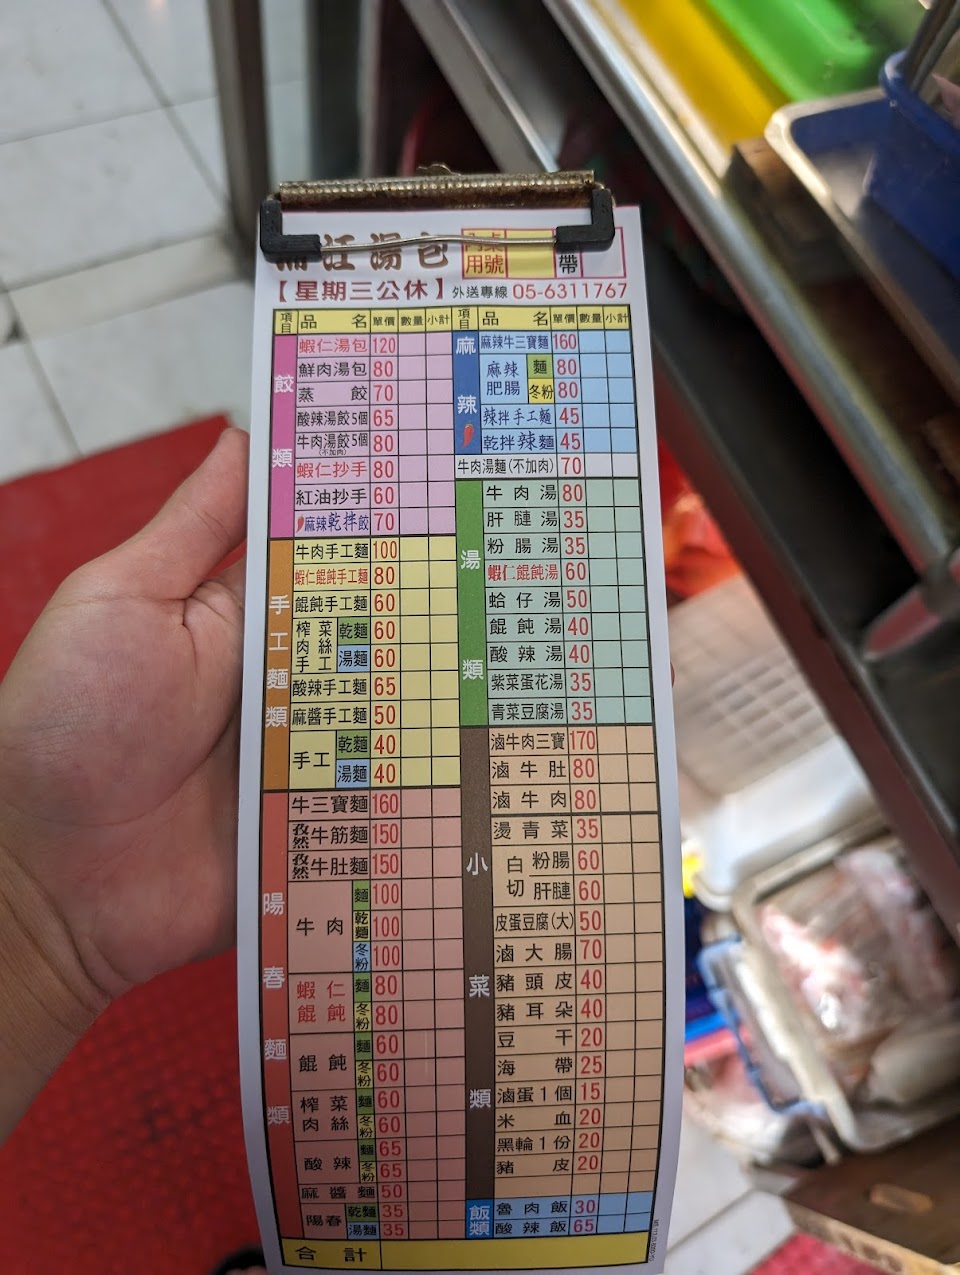 江湯包
內用 桌號
帶
【星期三公休】外送專線 05-6311767
項目 品名 單價 數量 小計
餃類
蝦仁湯包 120
鮮肉湯包 80
蒸餃 70
酸辣湯餃5個 65
牛肉湯餃5個(不加肉) 80
蝦仁抄手 80
紅油抄手 60
麻辣乾拌餃 70
手工麵類
牛肉手工麵 100
蝦仁餛飩手工麵 80
餛飩手工麵 60
榨菜肉絲手工 乾麵 60
湯麵 60
酸辣手工麵 65
麻醬手工麵 50
手工 乾麵 40
湯麵 40
陽春麵類
牛三寶麵 160
孜然牛筋麵 150
孜然牛肚麵 150
牛肉 麵 100
乾麵 100
冬粉 100
蝦仁餛飩 麵 80
冬粉 80
餛飩 麵 60
冬粉 60
榨菜肉絲 麵 60
冬粉 60
酸辣 麵 65
冬粉 65
麻醬麵 50
陽春 乾麵 35
湯麵 35
合計
項目 品名 單價 數量 小計
麻辣
麻辣牛三寶麵 160
麻辣肥腸 麵 80
冬粉 80
辣拌手工麵 45
乾拌辣麵 45
牛肉湯麵(不加肉) 70
湯類
牛肉湯 80
肝腱湯 35
粉腸湯 35
蝦仁餛飩湯 60
蛤仔湯 50
餛飩湯 40
酸辣湯 40
紫菜蛋花湯 35
青菜豆腐湯 35
小菜類
滷牛肉三寶 170
滷牛肚 80
滷牛肉 80
燙青菜 35
白切 粉腸 60
肝腱 60
皮蛋豆腐(大) 50
滷大腸 70
豬頭皮 40
豬耳朵 40
豆干 20
海帶 25
滷蛋1個 15
米血 20
黑輪1份 20
豬皮 20
飯類
魯肉飯 30
酸辣飯 65